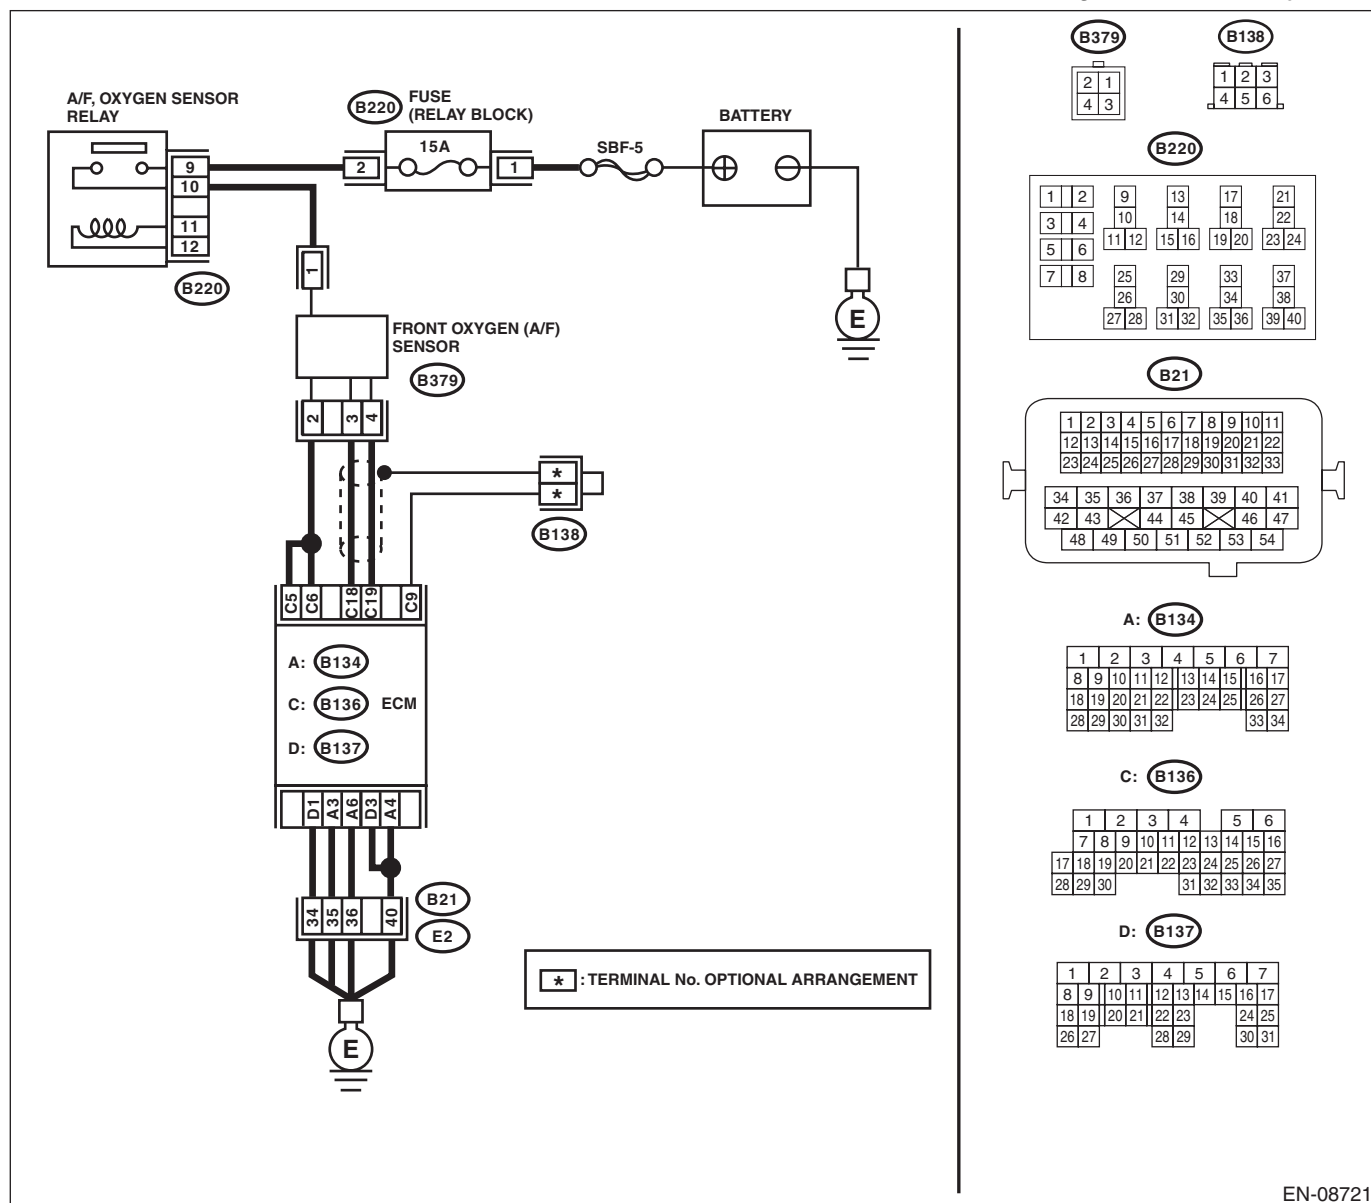 A/F, OXYGEN SENSOR
RELAY
B220
FUSE
(RELAY BLOCK)
15A
2
1
SBF-5
BATTERY
9
10
11
12
B220
E
1
FRONT OXYGEN (A/F)
SENSOR
B379
2 3 4
*
*
B138
C5 C6 C18 C19 C9
A: B134
C: B136 ECM
D: B137
D1 A3 A6 D3 A4
34 35 36 40
B21
E2
E
* : TERMINAL No. OPTIONAL ARRANGEMENT
B379
2 1
4 3
B138
1 2 3
4 5 6
B220
1 2 9 13 17 21
3 4 10 14 18 22
5 6 11 12 15 16 19 20 23 24
7 8 25 29 33 37
26 30 34 38
27 28 31 32 35 36 39 40
B21
1 2 3 4 5 6 7 8 9 10 11
12 13 14 15 16 17 18 19 20 21 22
23 24 25 26 27 28 29 30 31 32 33
34 35 36 37 38 39 40 41
42 43 44 45 46 47
48 49 50 51 52 53 54
A: B134
1 2 3 4 5 6 7
8 9 10 11 12 13 14 15 16 17
18 19 20 21 22 23 24 25 26 27
28 29 30 31 32 33 34
C: B136
1 2 3 4 5 6
7 8 9 10 11 12 13 14 15 16
17 18 19 20 21 22 23 24 25 26 27
28 29 30 31 32 33 34 35
D: B137
1 2 3 4 5 6 7
8 9 10 11 12 13 14 15 16 17
18 19 20 21 22 23 24 25
26 27 28 29 30 31
EN-08721